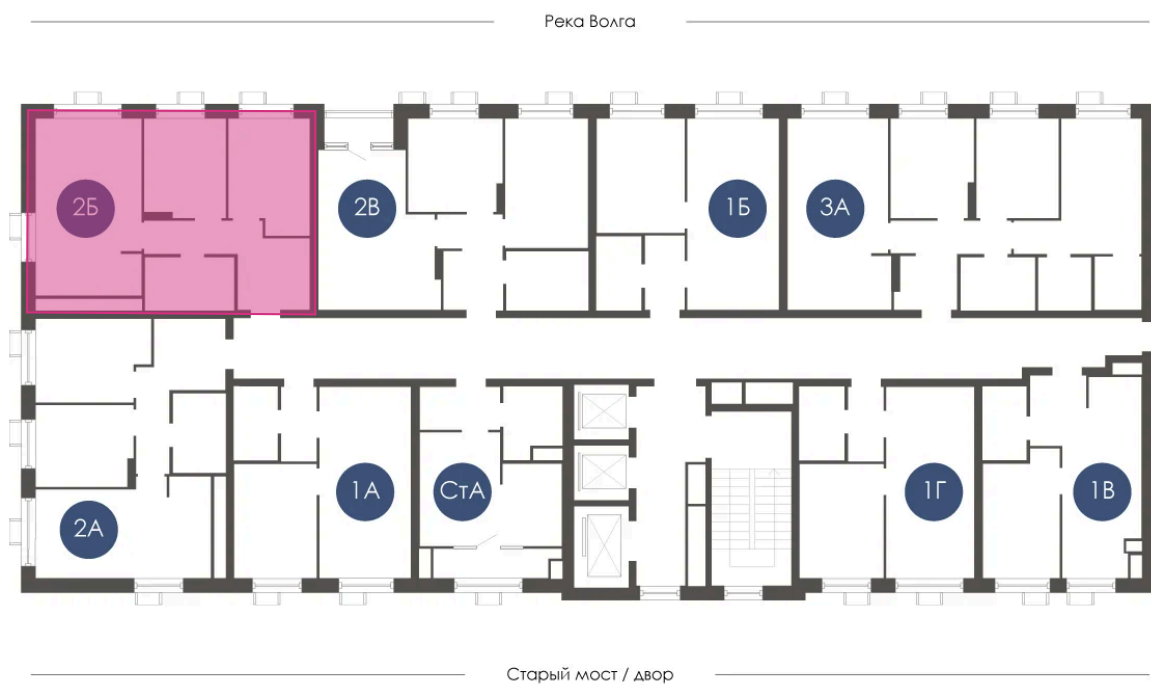 Река Волга
2Б
2В
1Б
3А
2А
1А
СтА
1Г
1В
Старый мост / двор